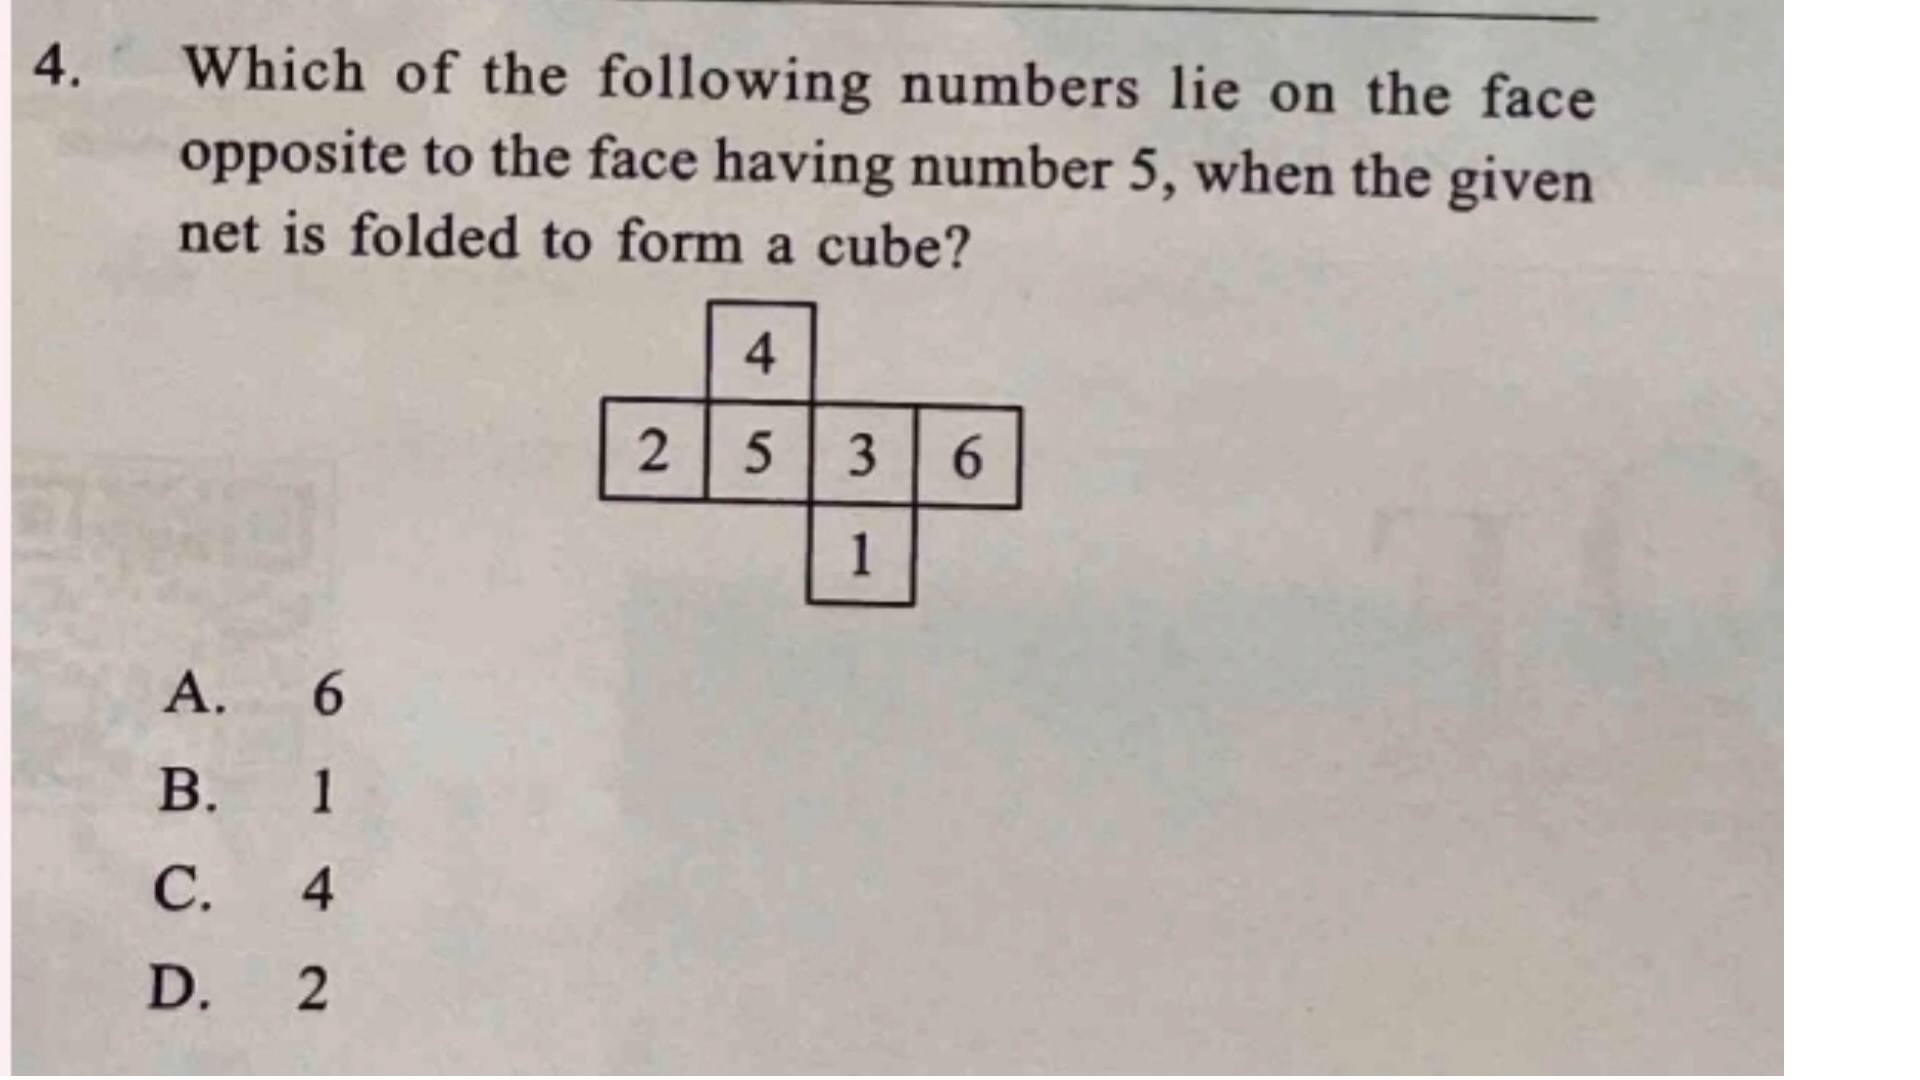 4. Which of the following numbers lie on the face
opposite to the face having number 5, when the given
net is folded to form a cube?
4
2 5 3 6
1
A. 6
B. 1
C. 4
D. 2